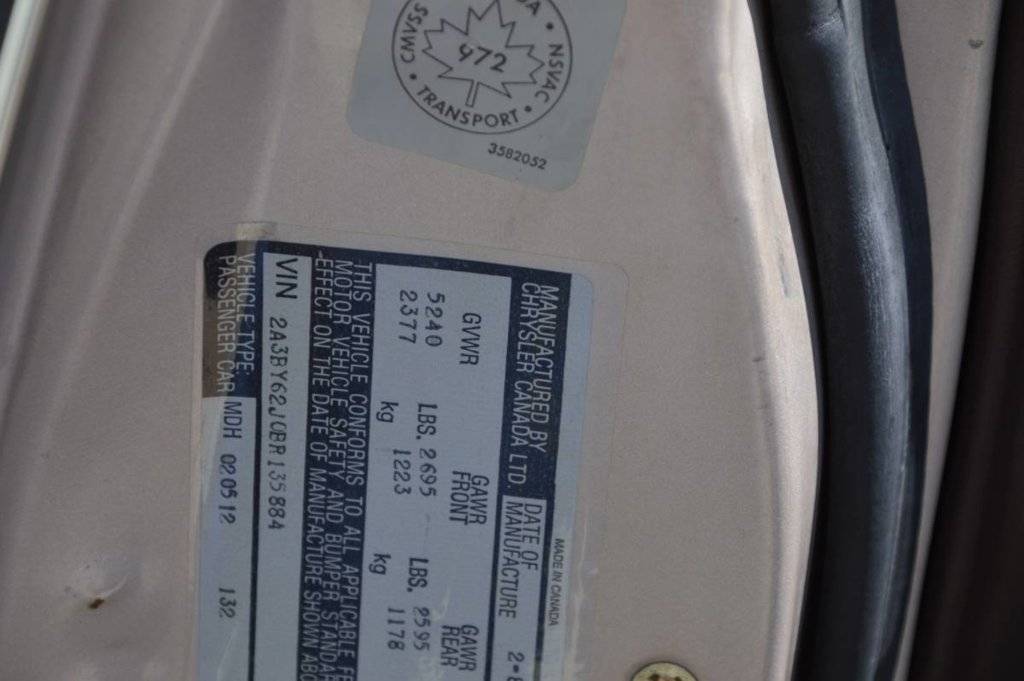 CMVSS • TRANSPORT • NSVAC
972
3582052
MADE IN CANADA
MANUFACTURED BY
CHRYSLER CANADA LTD.
DATE OF
MANUFACTURE
GVWR
GAWR
FRONT
GAWR
REAR
5240 LBS. 2695 LBS. 2595
2377 kg 1223 kg 1178
THIS VEHICLE CONFORMS TO ALL APPLICABLE
MOTOR VEHICLE SAFETY AND BUMPER
EFFECT ON THE DATE OF MANUFACTURE SHOWN
VIN 2A3BY62J0BR135884
VEHICLE TYPE:
PASSENGER CAR MDH 020512 132